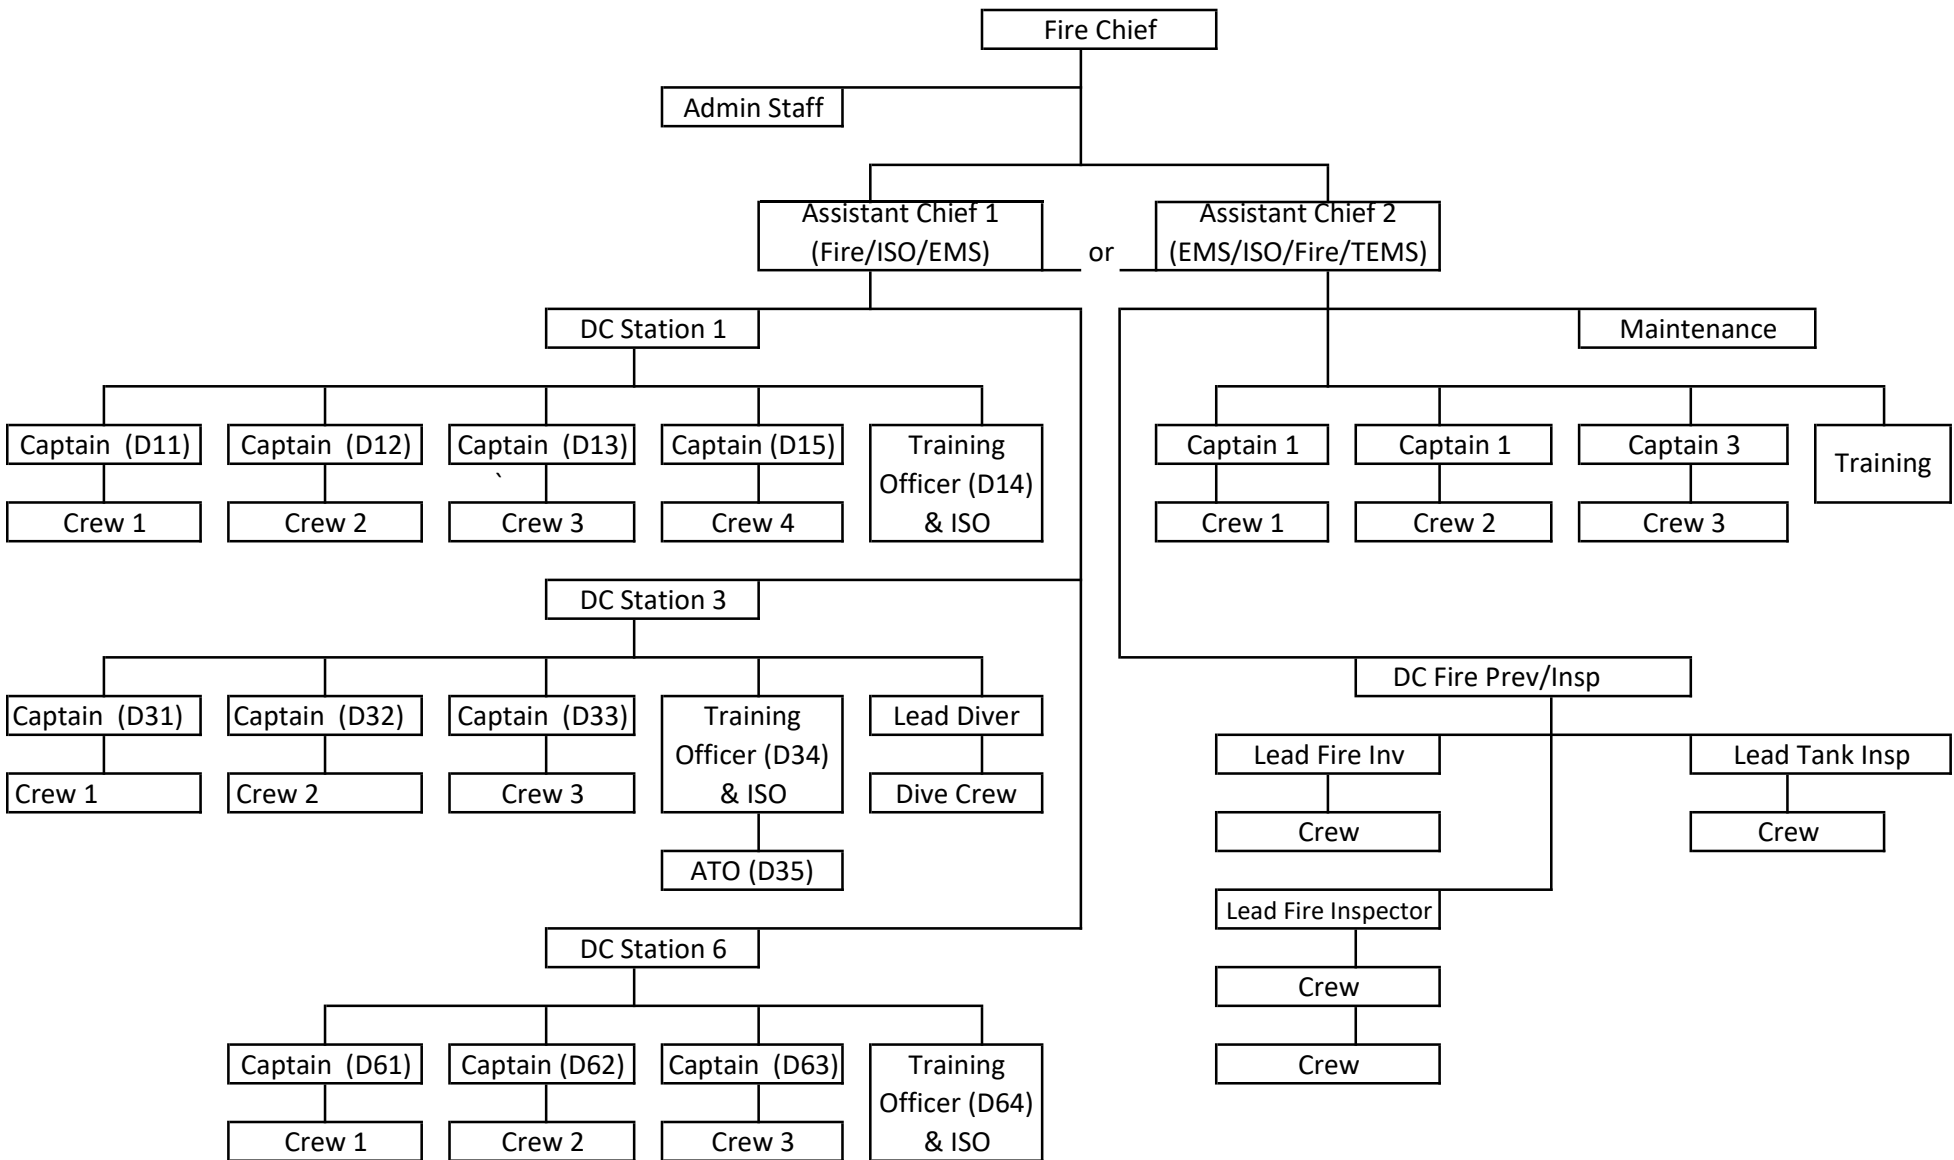 Fire Chief
Admin Staff
Assistant Chief 1
(Fire/ISO/EMS)
or
Assistant Chief 2
(EMS/ISO/Fire/TEMS)
DC Station 1
Maintenance
Captain (D11)
Captain (D12)
Captain (D13)
Captain (D15)
Training
Officer (D14)
& ISO
Captain 1
Captain 1
Captain 3
Training
`
Crew 1
Crew 2
Crew 3
Crew 4
Crew 1
Crew 2
Crew 3
DC Station 3
DC Fire Prev/Insp
Captain (D31)
Captain (D32)
Captain (D33)
Training
Officer (D34)
& ISO
Lead Diver
Lead Fire Inv
Lead Tank Insp
Crew 1
Crew 2
Crew 3
Dive Crew
Crew
Crew
ATO (D35)
Lead Fire Inspector
DC Station 6
Crew
Captain (D61)
Captain (D62)
Captain (D63)
Training
Officer (D64)
& ISO
Crew
Crew 1
Crew 2
Crew 3